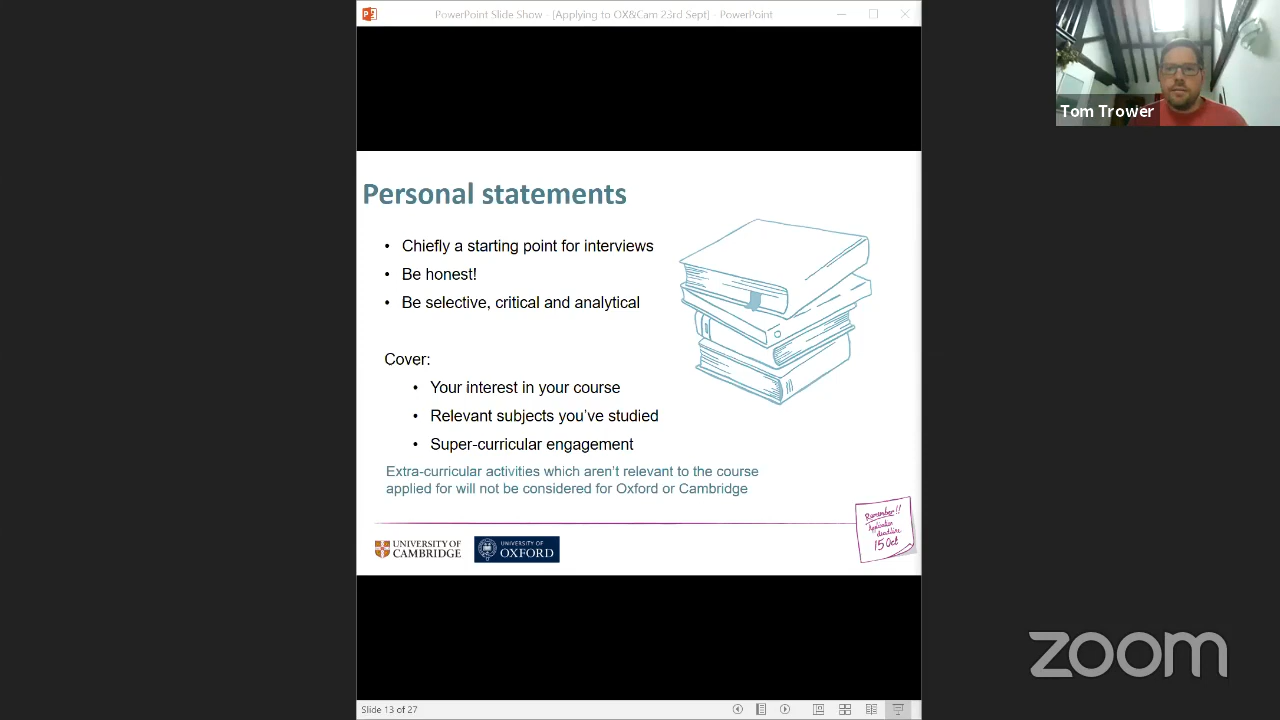 PowerPoint Slide Show - [Applying to OX&Cam 23rd Sept] - PowerPoint
Tom Trower
Personal statements
• Chiefly a starting point for interviews
• Be honest!
• Be selective, critical and analytical
Cover:
• Your interest in your course
• Relevant subjects you've studied
• Super-curricular engagement
Extra-curricular activities which aren't relevant to the course
applied for will not be considered for Oxford or Cambridge
Remember!!
Application
deadline
15 Oct
UNIVERSITY OF
CAMBRIDGE
UNIVERSITY OF
OXFORD
zoom
Slide 13 of 27